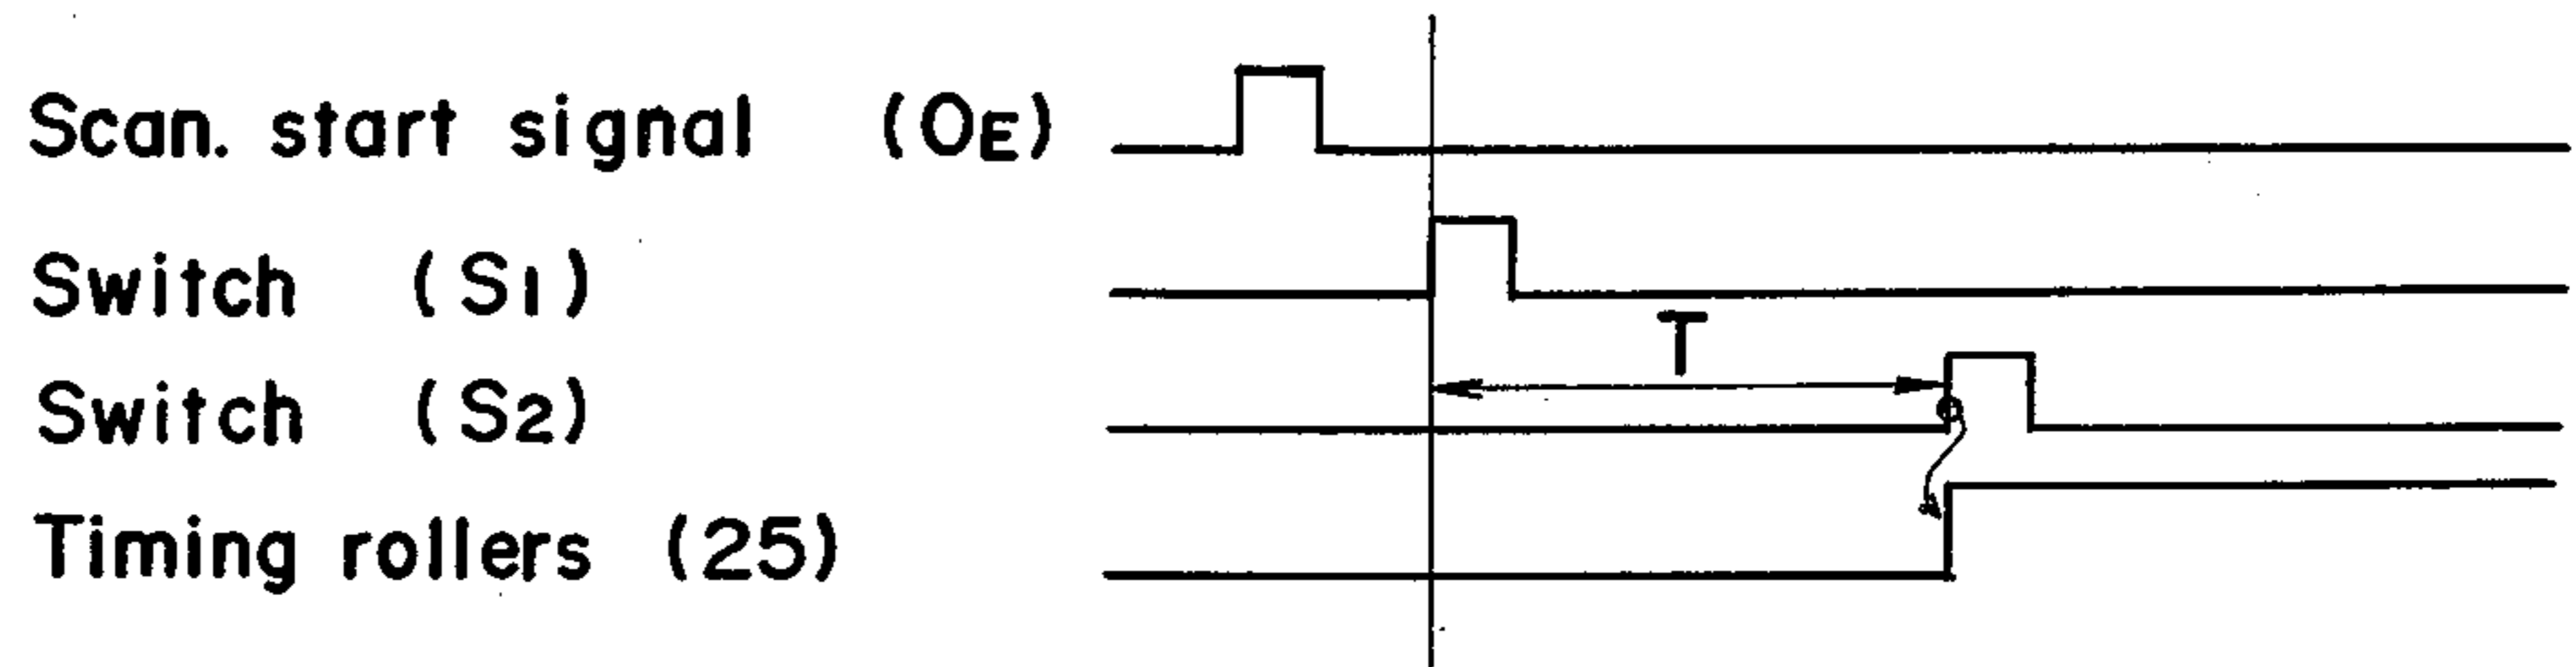 Scan. start signal (OE)
Switch (S1)
T
Switch (S2)
Timing rollers (25)